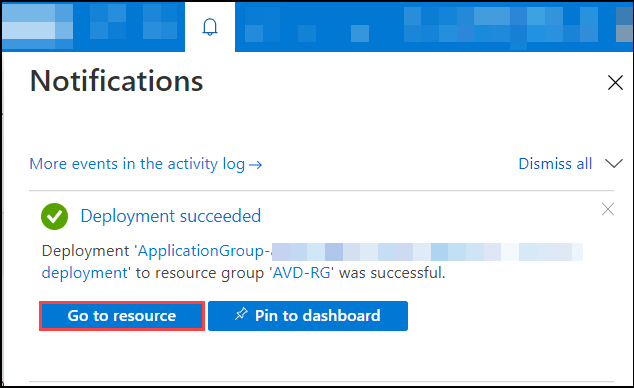 Notifications
More events in the activity log →
Dismiss all
Deployment succeeded
Deployment 'ApplicationGroup-
deployment' to resource group 'AVD-RG' was successful.
Go to resource
Pin to dashboard